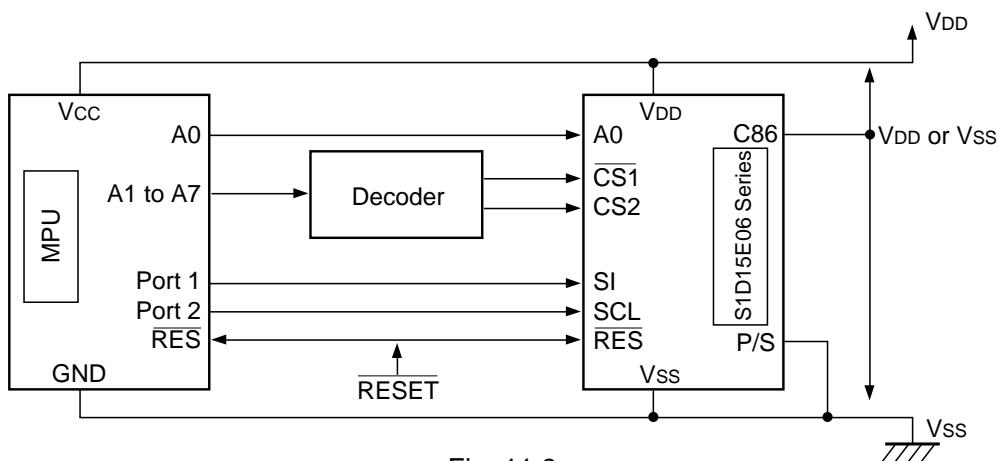 VDD
VCC
VDD
A0
A0
C86
VDD or VSS
CS1
A1 to A7
Decoder
CS2
MPU
S1D15E06 Series
Port 1
SI
Port 2
SCL
RES
RES
P/S
GND
RESET
VSS
VSS